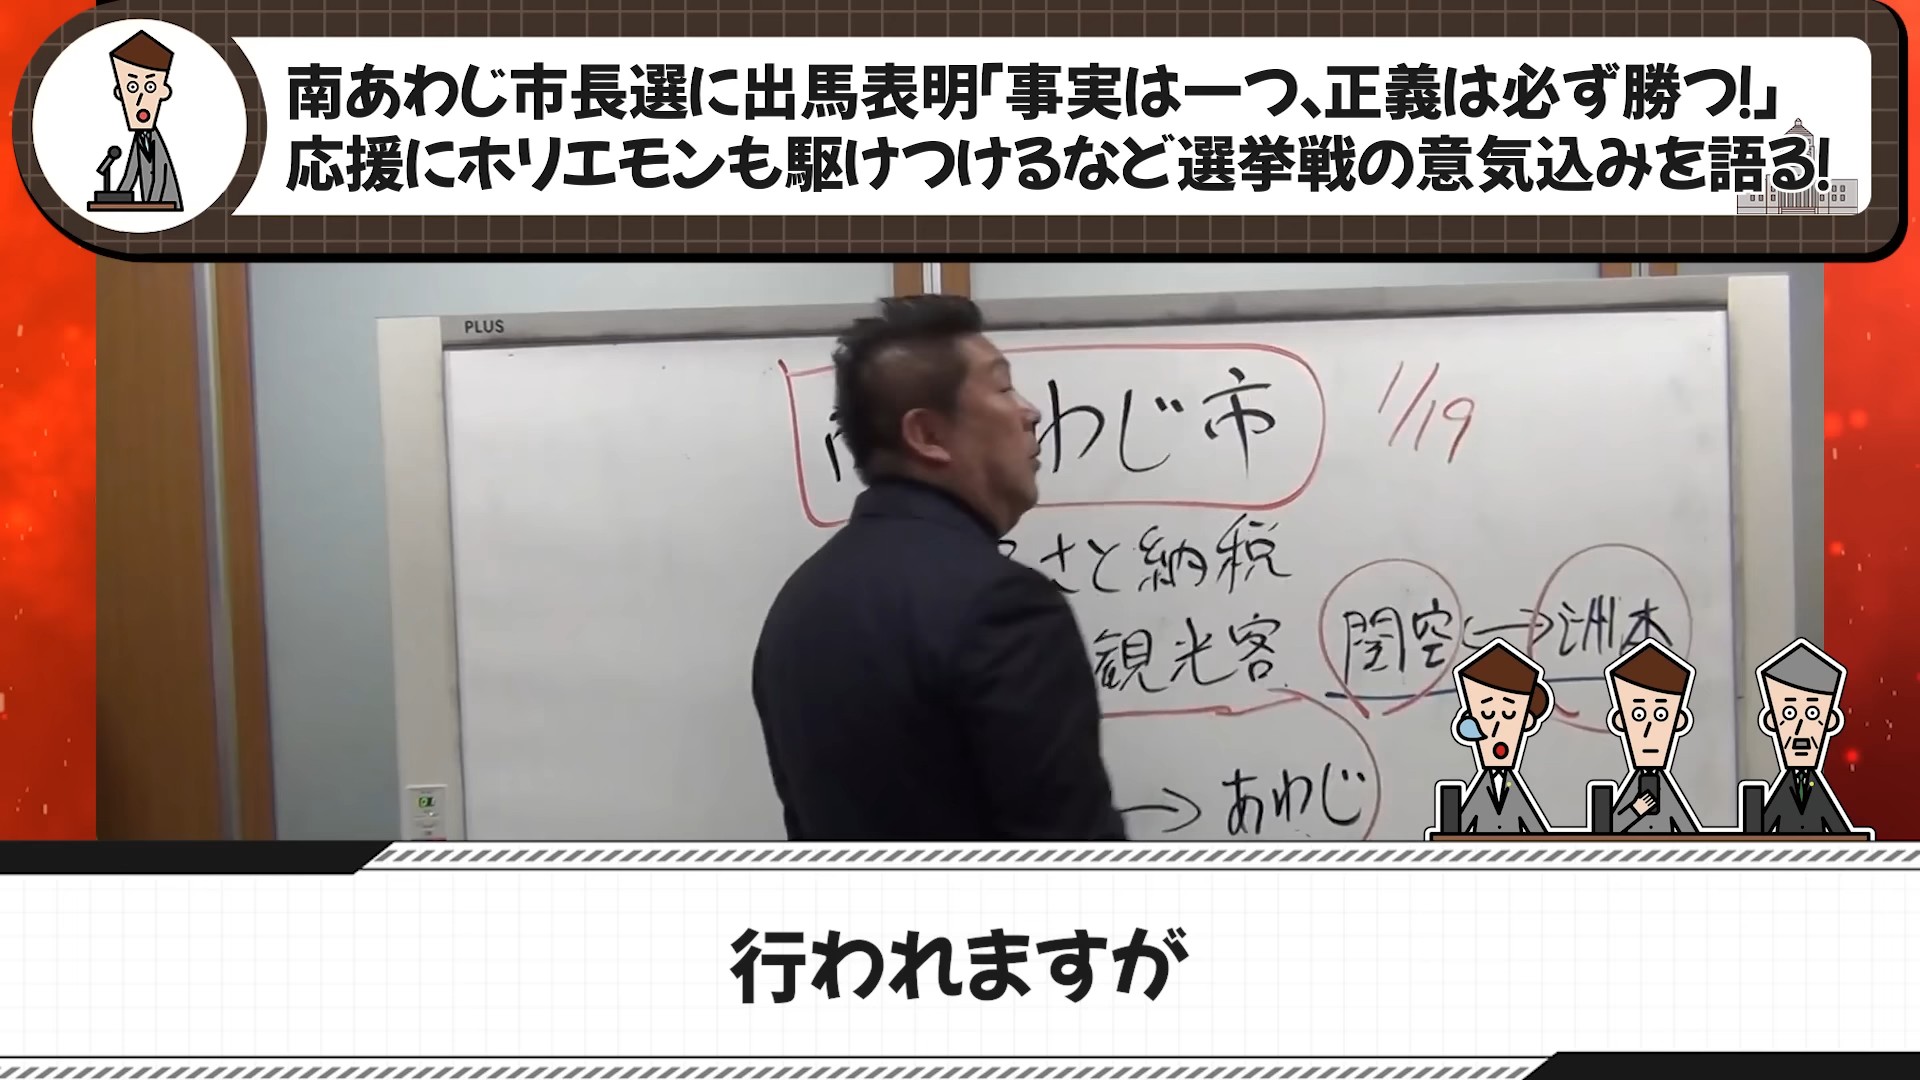 南あわじ市長選に出馬表明「事実は一つ、正義は必ず勝つ!」
応援にホリエモンも駆けつけるなど選挙戦の意気込みを語る!
PLUS
わじ市
1/19
さと納税
観光客
関空↔洲本
→あわじ
行われますが